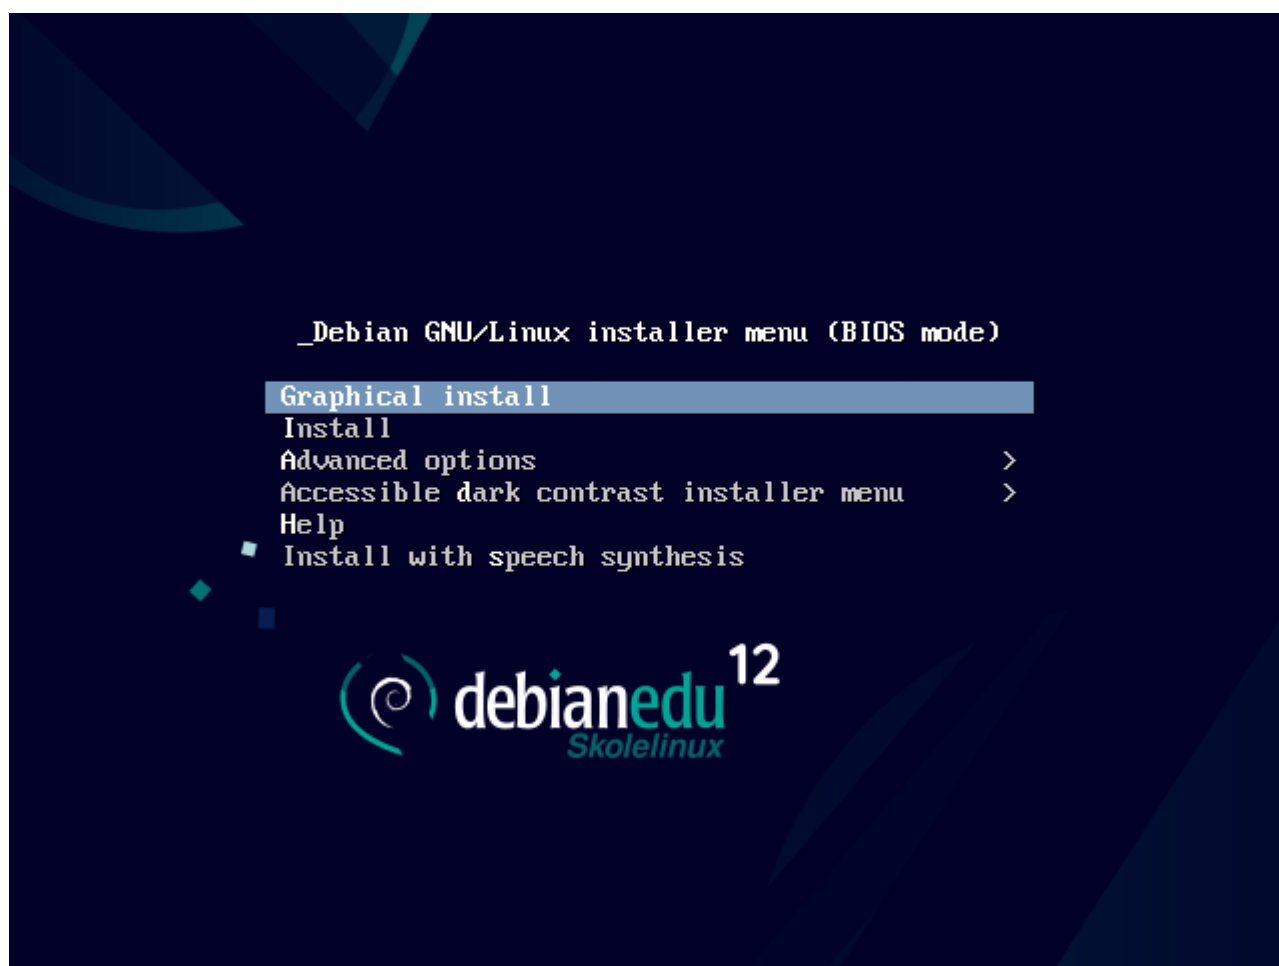 _Debian GNU/Linux installer menu (BIOS mode)
Graphical install
Install
Advanced options >
Accessible dark contrast installer menu >
Help
Install with speech synthesis
debianedu 12
Skolelinux